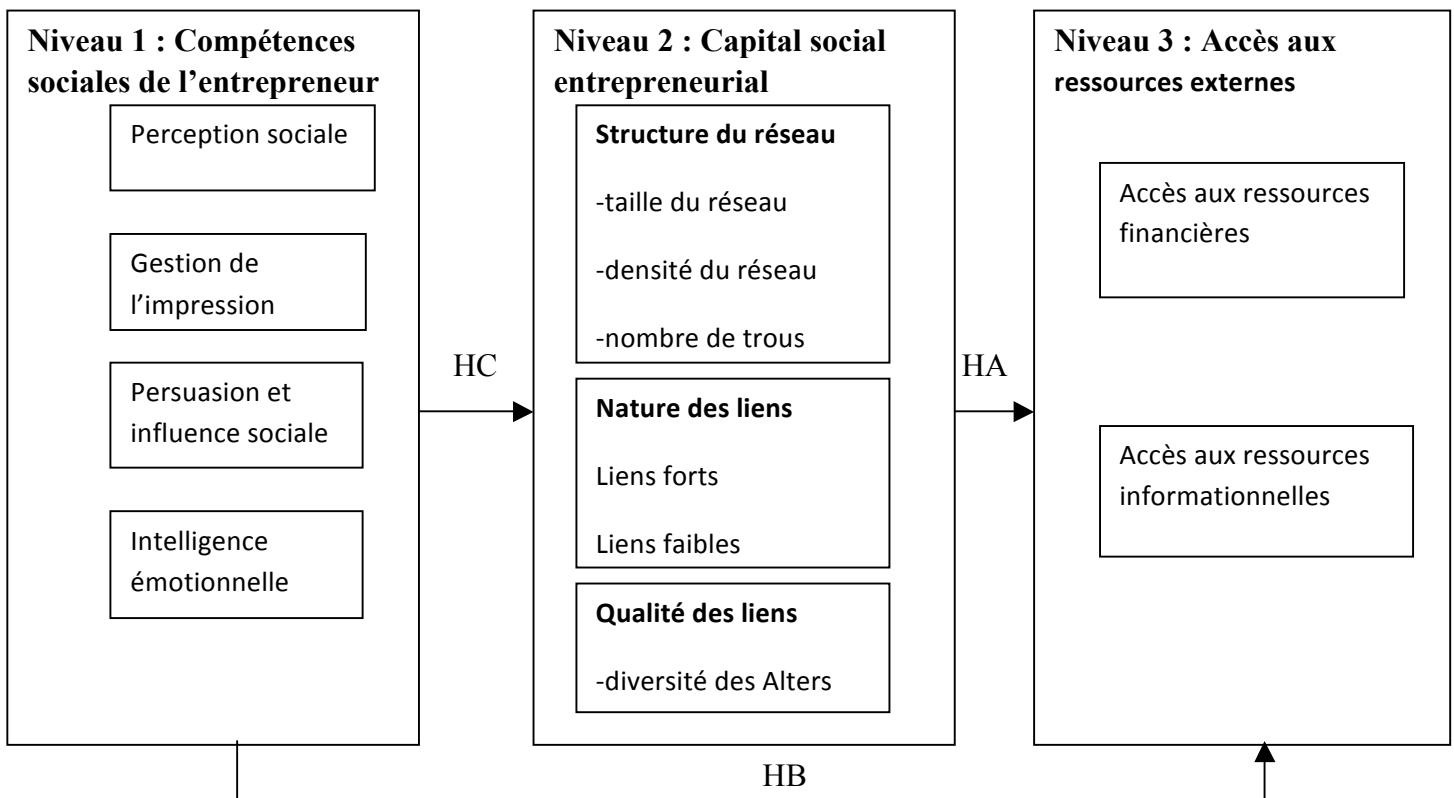 Niveau 1 : Compétences
sociales de l’entrepreneur
Perception sociale
Gestion de
l’impression
Persuasion et
influence sociale
Intelligence
émotionnelle
HC
Niveau 2 : Capital social
entrepreneurial
Structure du réseau
-taille du réseau
-densité du réseau
-nombre de trous
Nature des liens
Liens forts
Liens faibles
Qualité des liens
-diversité des Alters
HA
Niveau 3 : Accès aux
ressources externes
Accès aux ressources
financières
Accès aux ressources
informationnelles
HB